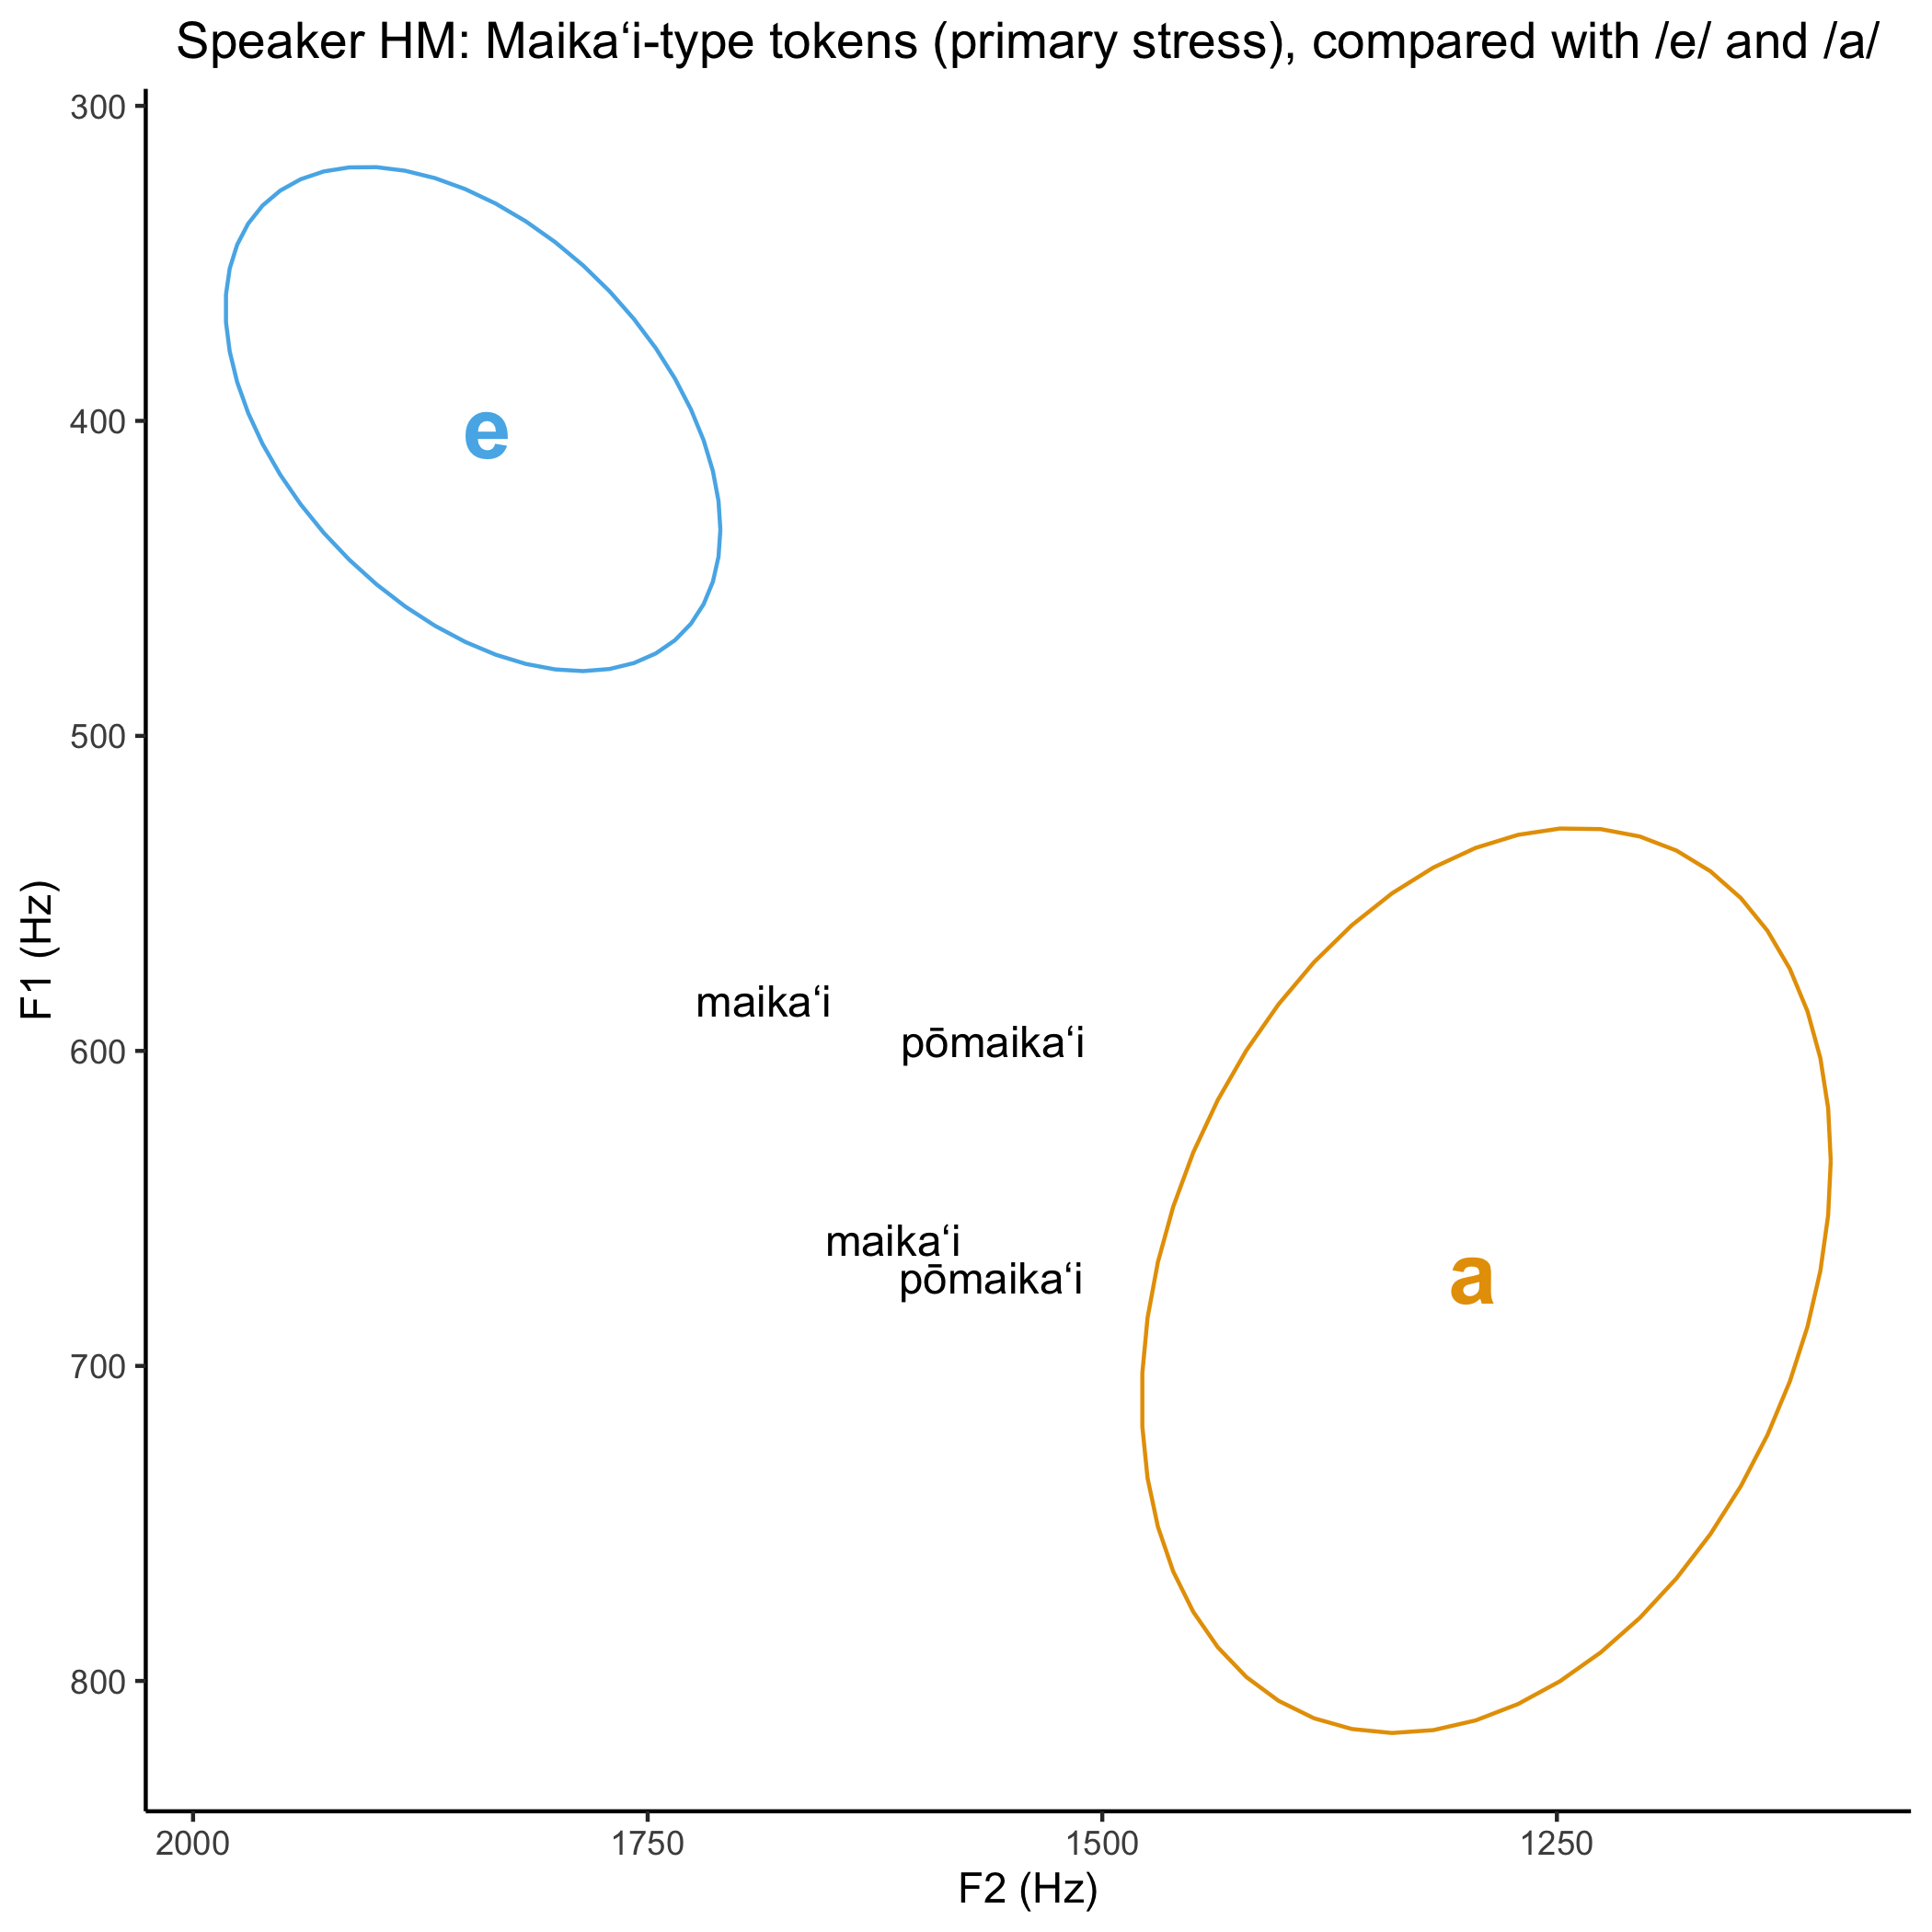 Speaker HM: Maikaʻi-type tokens (primary stress), compared with /e/ and /a/
300
400
500
600
700
800
F1 (Hz)
e
maikaʻi
pōmaikaʻi
maikaʻi
pōmaikaʻi
a
2000
1750
1500
1250
F2 (Hz)